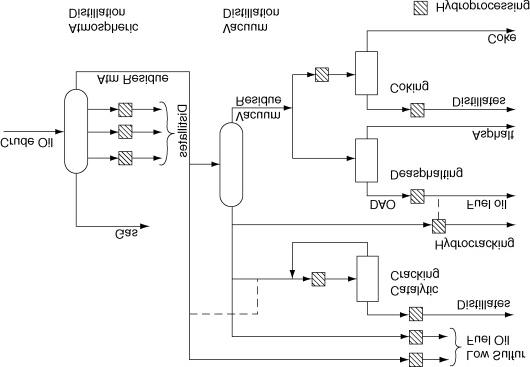 Hydroprocessing
Atmospheric
Distillation
Vacuum
Distillation
Coke
Atm Residue
Vacuum
Residue
Coking
Distillates
Distillates
Crude Oil
Asphalt
Deasphalting
DAO
Fuel oil
Gas
Hydrocracking
Catalytic
Cracking
Distillates
Low Sulfur
Fuel Oil